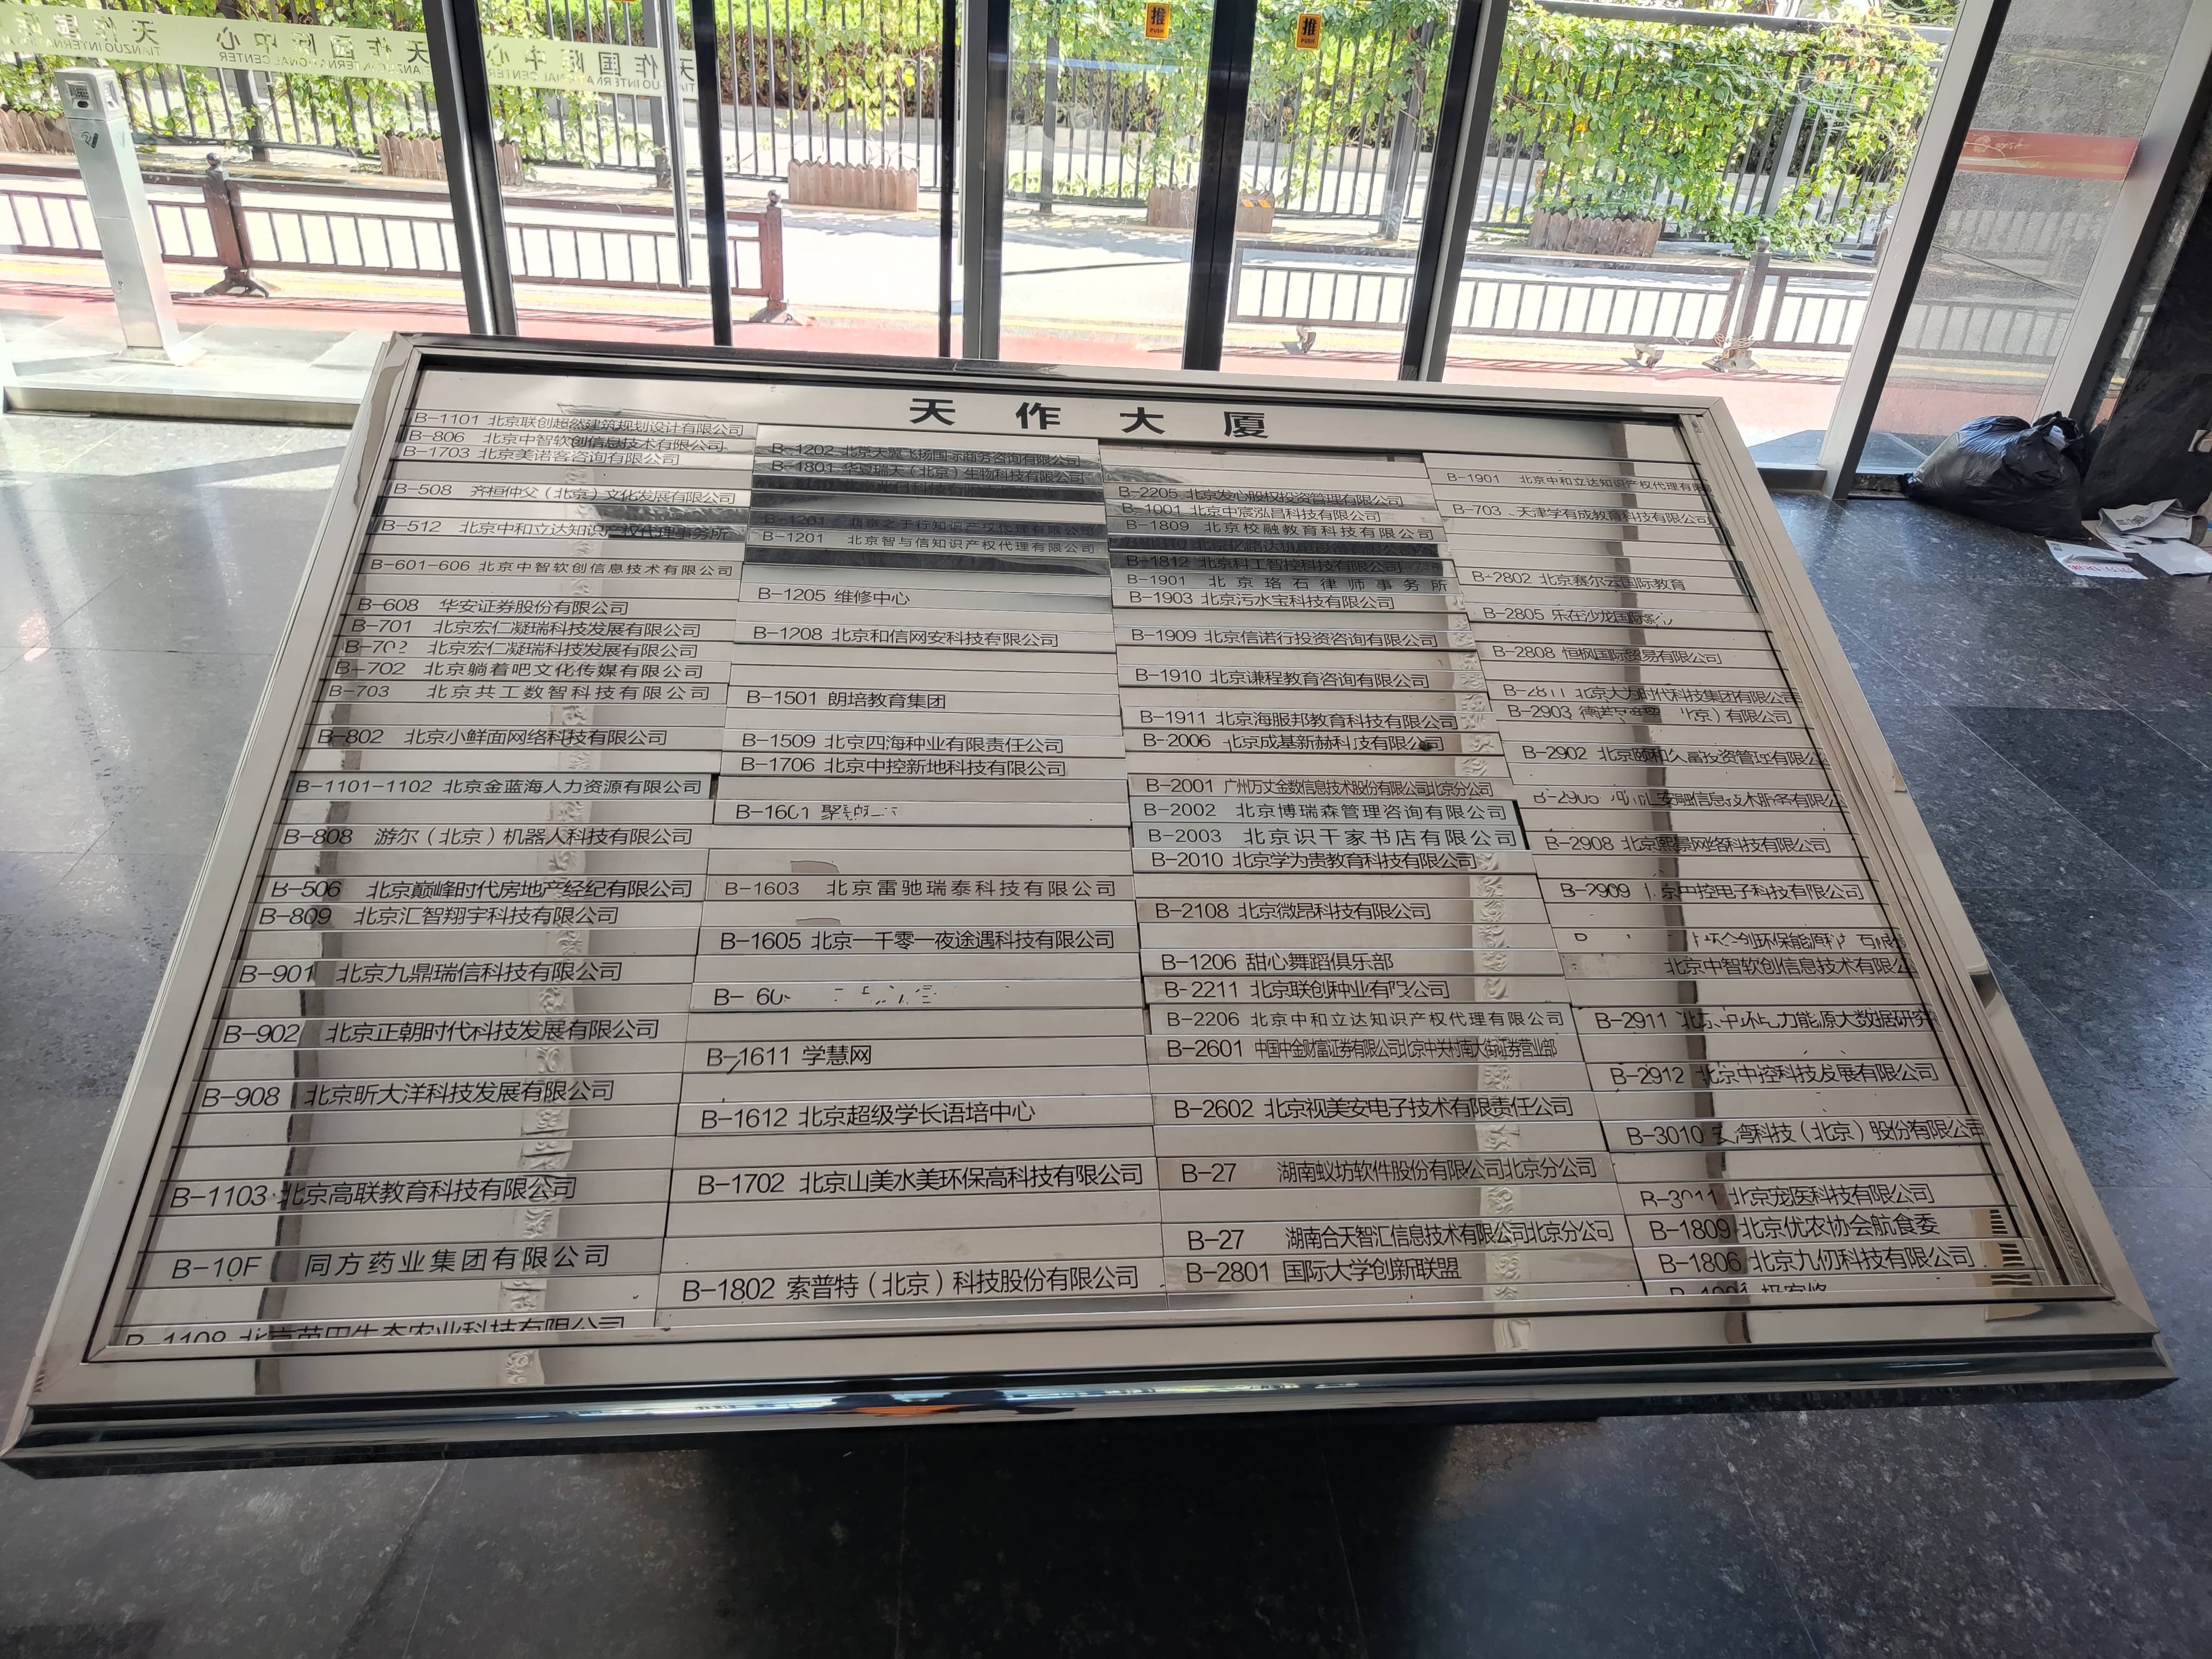 天作国际中心
TIANZUO INTERNATIONAL CENTER
推
PUSH
推
PUSH
天作大厦
B-1101 北京联创超然建筑规划设计有限公司
B-806 北京中智软创信息技术有限公司
B-1703 北京美诺客咨询有限公司
B-508 齐桓仲父（北京）文化发展有限公司
B-512 北京中和立达知识产权代理事务所
B-601-606 北京中智软创信息技术有限公司
B-608 华安证券股份有限公司
B-701 北京宏仁凝瑞科技发展有限公司
B-702 北京宏仁凝瑞科技发展有限公司
B-702 北京躺着吧文化传媒有限公司
B-703 北京共工数智科技有限公司
B-802 北京小鲜面网络科技有限公司
B-1101-1102 北京金蓝海人力资源有限公司
B-808 游尔（北京）机器人科技有限公司
B-506 北京巅峰时代房地产经纪有限公司
B-809 北京汇智翔宇科技有限公司
B-901 北京九鼎瑞信科技有限公司
B-902 北京正朝时代科技发展有限公司
B-908 北京昕大洋科技发展有限公司
B-1103 北京高联教育科技有限公司
B-10F 同方药业集团有限公司
B-1108 北京苗田生态农业科技有限公司
B-1202 北京天翼飞扬国际商务咨询有限公司
B-1801 华夏瑞大（北京）生物科技有限公司
B-1201 北京之于行知识产权代理有限公司
B-1201 北京智与信知识产权代理有限公司
B-1205 维修中心
B-1208 北京和信网安科技有限公司
B-1501 朗培教育集团
B-1509 北京四海种业有限责任公司
B-1706 北京中控新地科技有限公司
B-1601
B-1603 北京雷驰瑞泰科技有限公司
B-1605 北京一千零一夜途遇科技有限公司
B-1611 学慧网
B-1612 北京超级学长语培中心
B-1702 北京山美水美环保高科技有限公司
B-1802 索普特（北京）科技股份有限公司
B-2205 北京发心股权投资管理有限公司
B-1001 北京中宸泓昌科技有限公司
B-1809 北京校融教育科技有限公司
B-1812 北京科工智控科技有限公司
B-1901 北京珞石律师事务所
B-1903 北京污水宝科技有限公司
B-1909 北京信诺行投资咨询有限公司
B-1910 北京谦程教育咨询有限公司
B-1911 北京海服邦教育科技有限公司
B-2006 北京成基新赫科技有限公司
B-2001 广州万丈金数信息技术股份有限公司北京分公司
B-2002 北京博瑞森管理咨询有限公司
B-2003 北京识干家书店有限公司
B-2010 北京学为贵教育科技有限公司
B-2108 北京微昂科技有限公司
B-1206 甜心舞蹈俱乐部
B-2211 北京联创种业有限公司
B-2206 北京中和立达知识产权代理有限公司
B-2601 中国中金财富证券有限公司北京中关村南大街证券营业部
B-2602 北京视美安电子技术有限责任公司
B-27 湖南蚁坊软件股份有限公司北京分公司
B-27 湖南合天智汇信息技术有限公司北京分公司
B-2801 国际大学创新联盟
B-1901 北京中和立达知识产权代理有限
B-703 天津学有成教育科技有限公司
B-2802 北京赛尔云国际教育
B-2805 乐在沙龙国际
B-2808 恒枫国际贸易有限公司
B-2811 北京大为时代科技集团有限公司
B-2903 北京）有限公司
B-2902 北京颐和久富投资管理有限公
B-2905
B-2908 北京熙景网络科技有限公司
B-2909 北京中控电子科技有限公司
北京中智软创信息技术有限公
B-2911 北京中环电力能源大数据研究
B-2912 北京中控科技发展有限公司
B-3010 湾科技（北京）股份有限公司
B-3011 北京宠医科技有限公司
B-1809 北京优农协会航食委
B-1806 北京九仞科技有限公司